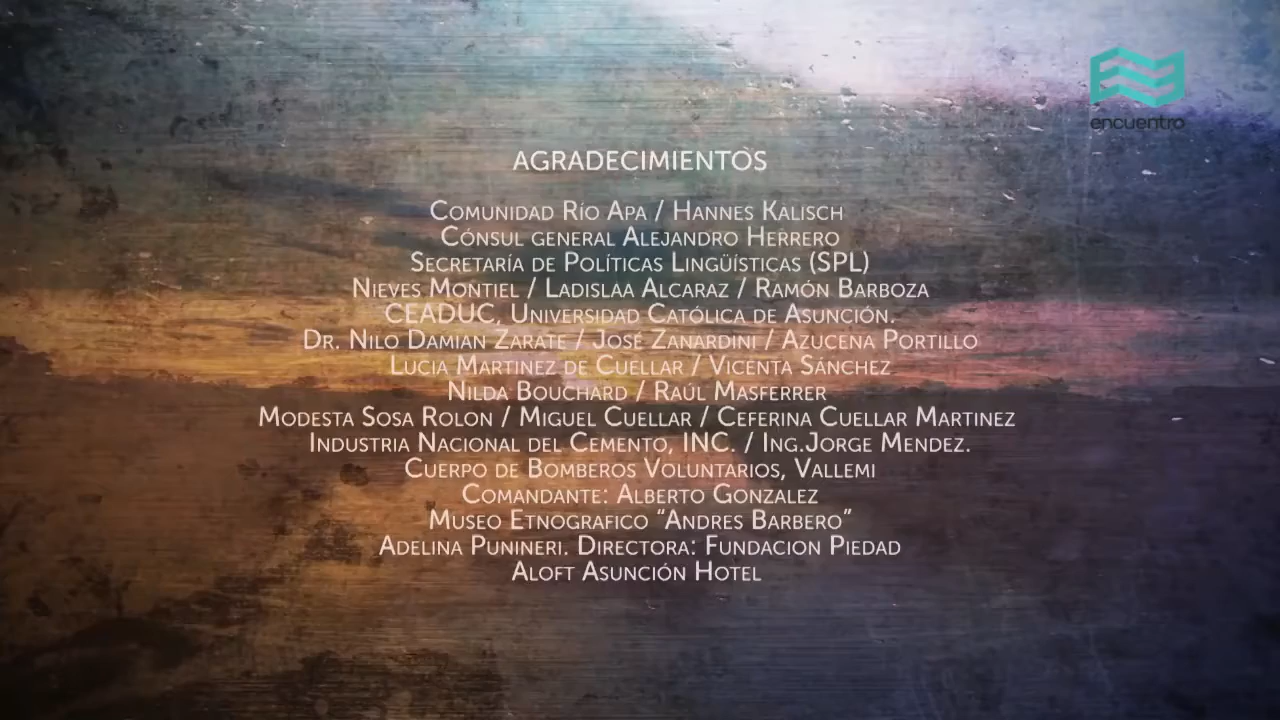 encuentro
AGRADECIMIENTOS
Comunidad Río Apa / Hannes Kalisch
Cónsul general Alejandro Herrero
Secretaría de Políticas Lingüísticas (SPL)
Nieves Montiel / Ladislaa Alcaraz / Ramón Barboza
CEADUC, Universidad Católica de Asunción.
Dr. Nilo Damian Zarate / José Zanardini / Azucena Portillo
Lucia Martinez de Cuellar / Vicenta Sánchez
Nilda Bouchard / Raúl Masferrer
Modesta Sosa Rolon / Miguel Cuellar / Ceferina Cuellar Martinez
Industria Nacional del Cemento, INC. / Ing.Jorge Mendez.
Cuerpo de Bomberos Voluntarios, Vallemi
Comandante: Alberto Gonzalez
Museo Etnografico “Andres Barbero”
Adelina Punineri. Directora: Fundacion Piedad
Aloft Asunción Hotel